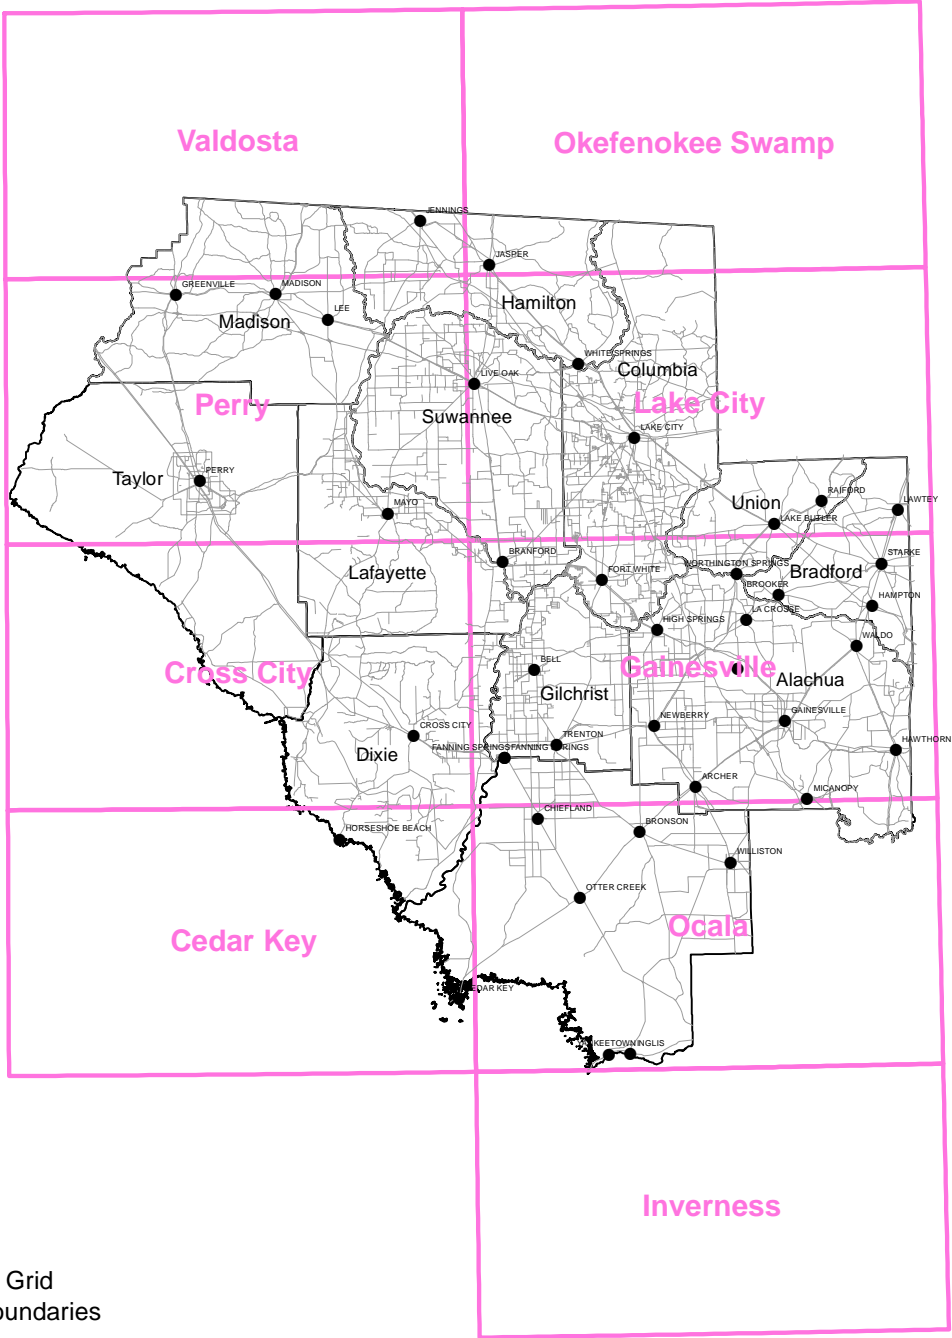 Valdosta
Okefenokee Swamp
JENNINGS
JASPER
GREENVILLE
MADISON
Hamilton
LEE
Madison
WHITE SPRINGS
Columbia
LIVE OAK
Perry
Lake City
Suwannee
LAKE CITY
PERRY
Taylor
RAIFORD
LAWTEY
Union
MAYO
LAKE BUTLER
BRANFORD
STARKE
WORTHINGTON SPRINGS
Lafayette
FORT WHITE
Bradford
BROOKER
HAMPTON
LA CROSSE
HIGH SPRINGS
WALDO
BELL
Cross City
Gainesville
Gilchrist
Alachua
GAINESVILLE
CROSS CITY
NEWBERRY
TRENTON
FANNING SPRINGS
FANNING SPRINGS
HAWTHORN
Dixie
ARCHER
MICANOPY
CHIEFLAND
HORSESHOE BEACH
BRONSON
WILLISTON
OTTER CREEK
Ocala
Cedar Key
EDAR KEY
KEETOWN
INGLIS
Inverness
Grid
oundaries